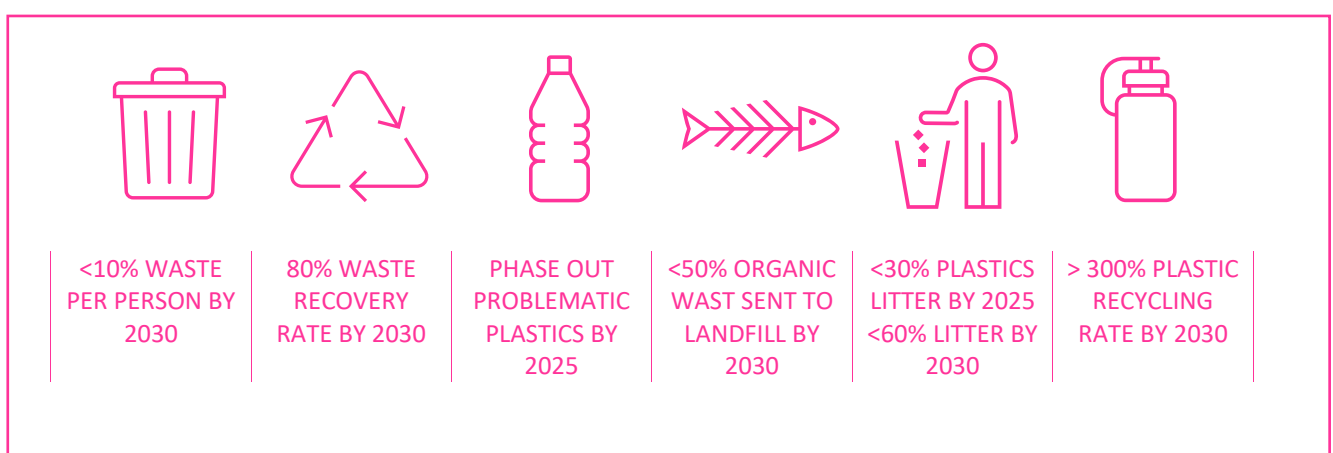 <10% WASTE
PER PERSON BY
2030
80% WASTE
RECOVERY
RATE BY 2030
PHASE OUT
PROBLEMATIC
PLASTICS BY
2025
<50% ORGANIC
WAST SENT TO
LANDFILL BY
2030
<30% PLASTICS
LITTER BY 2025
<60% LITTER BY
2030
> 300% PLASTIC
RECYCLING
RATE BY 2030